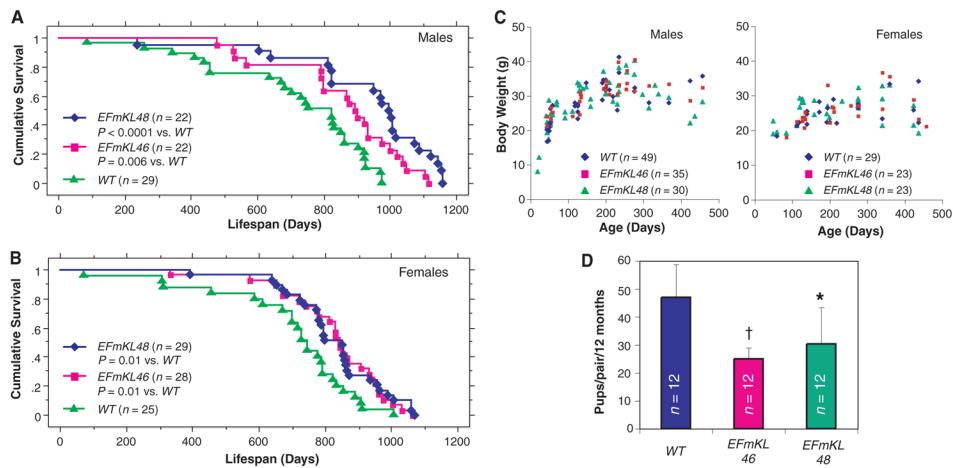 A
Males
Cumulative Survival
1
.8
.6
.4
.2
0
EFmKL48 (n = 22)
P < 0.0001 vs. WT
EFmKL46 (n = 22)
P = 0.006 vs. WT
WT (n = 29)
0 200 400 600 800 1000 1200
Lifespan (Days)
B
Females
Cumulative Survival
1
.8
.6
.4
.2
0
EFmKL48 (n = 29)
P = 0.01 vs. WT
EFmKL46 (n = 28)
P = 0.01 vs. WT
WT (n = 25)
0 200 400 600 800 1000 1200
Lifespan (Days)
C
Males
Body Weight (g)
50
40
30
20
10
0
WT (n = 49)
EFmKL46 (n = 35)
EFmKL48 (n = 30)
0 100 200 300 400 500
Age (Days)
Females
WT (n = 29)
EFmKL46 (n = 23)
EFmKL48 (n = 23)
0 100 200 300 400 500
Age (Days)
D
Pups/pair/12 months
60
50
40
30
20
10
0
†
*
n = 12
n = 12
n = 12
WT
EFmKL
46
EFmKL
48